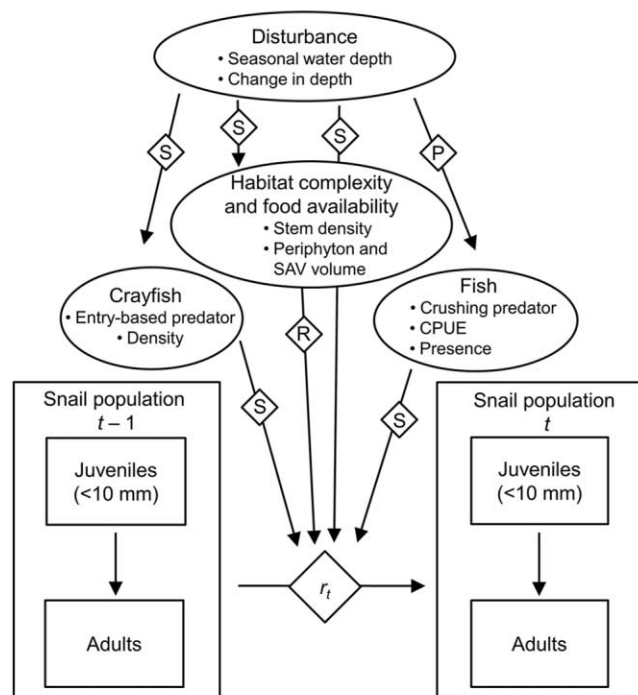 Disturbance
• Seasonal water depth
• Change in depth
S
S
S
P
Habitat complexity
and food availability
• Stem density
• Periphyton and
SAV volume
Crayfish
• Entry-based predator
• Density
R
Fish
• Crushing predator
• CPUE
• Presence
S
S
Snail population
t – 1
Juveniles
(<10 mm)
Adults
r_t
Snail population
t
Juveniles
(<10 mm)
Adults